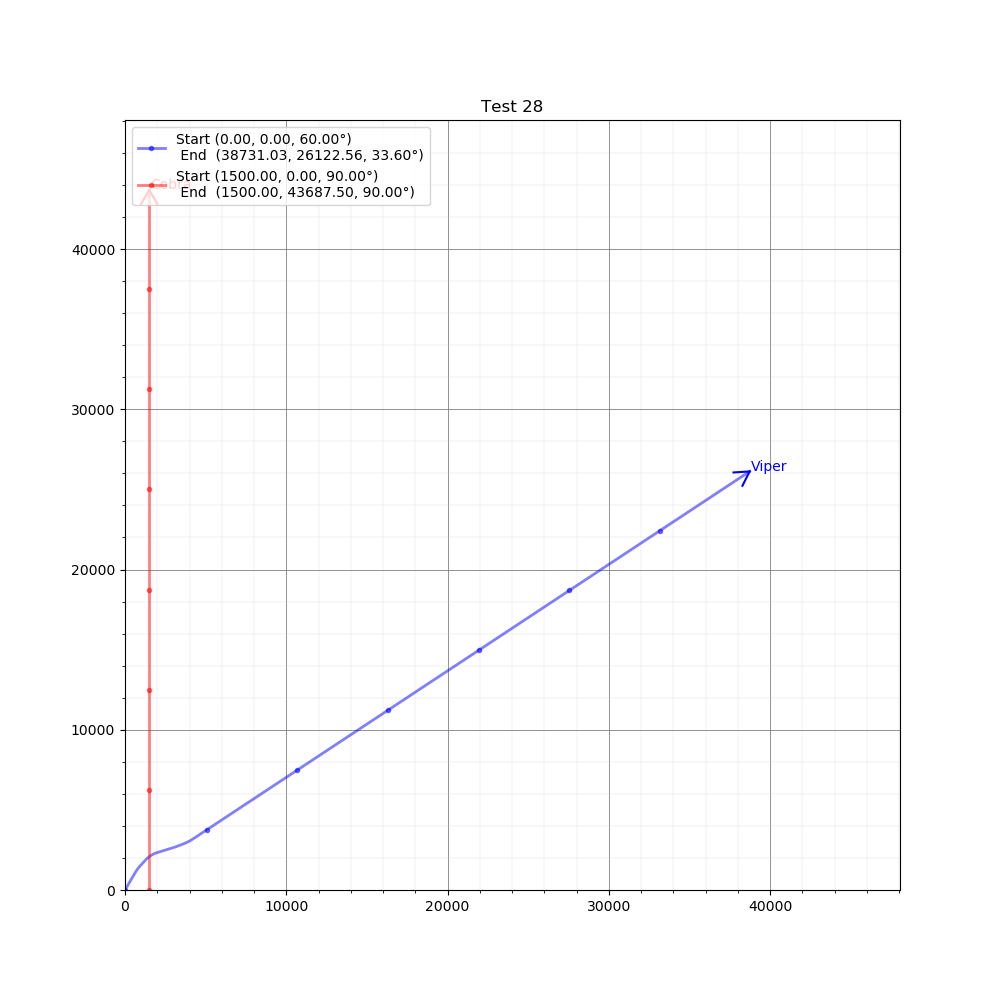 Test 28
Start (0.00, 0.00, 60.00°)
End (38731.03, 26122.56, 33.60°)
Start (1500.00, 0.00, 90.00°)
End (1500.00, 43687.50, 90.00°)
Cobra
Viper
40000
30000
20000
10000
0
0 10000 20000 30000 40000